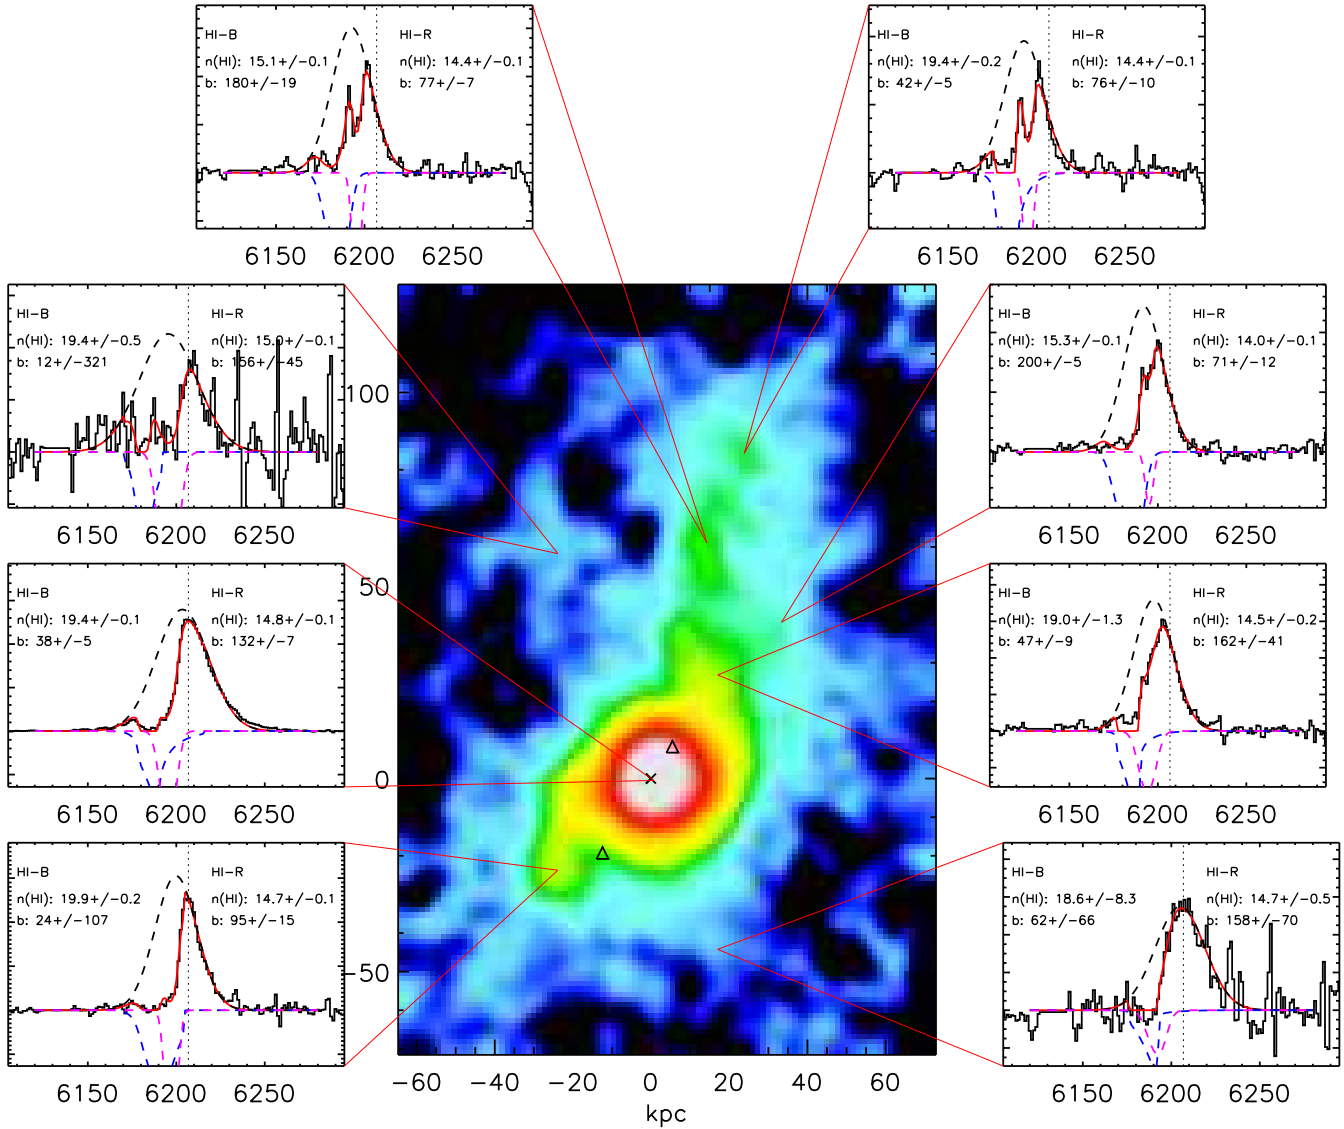 HI-B HI-R
n(HI): 15.1+/-0.1 n(HI): 14.4+/-0.1
b: 180+/-19 b: 77+/-7
6150 6200 6250
HI-B HI-R
n(HI): 19.4+/-0.2 n(HI): 14.4+/-0.1
b: 42+/-5 b: 76+/-10
6150 6200 6250
HI-B HI-R
n(HI): 19.4+/-0.5 n(HI): +/-0.1
b: 12+/-321 b: 156+/-45
6150 6200 6250
HI-B HI-R
n(HI): 15.3+/-0.1 n(HI): 14.0+/-0.1
b: 200+/-5 b: 71+/-12
6150 6200 6250
HI-B HI-R
n(HI): 19.4+/-0.1 n(HI): 14.8+/-0.1
b: 38+/-5 b: 132+/-7
6150 6200 6250
HI-B HI-R
n(HI): 19.0+/-1.3 n(HI): 14.5+/-0.2
b: 47+/-9 b: 162+/-41
6150 6200 6250
HI-B HI-R
n(HI): 19.9+/-0.2 n(HI): 14.7+/-0.1
b: 24+/-107 b: 95+/-15
6150 6200 6250
HI-B HI-R
n(HI): 18.6+/-8.3 n(HI): 14.7+/-0.5
b: 62+/-66 b: 158+/-70
6150 6200 6250
100
50
0
-50
-60 -40 -20 0 20 40 60
kpc